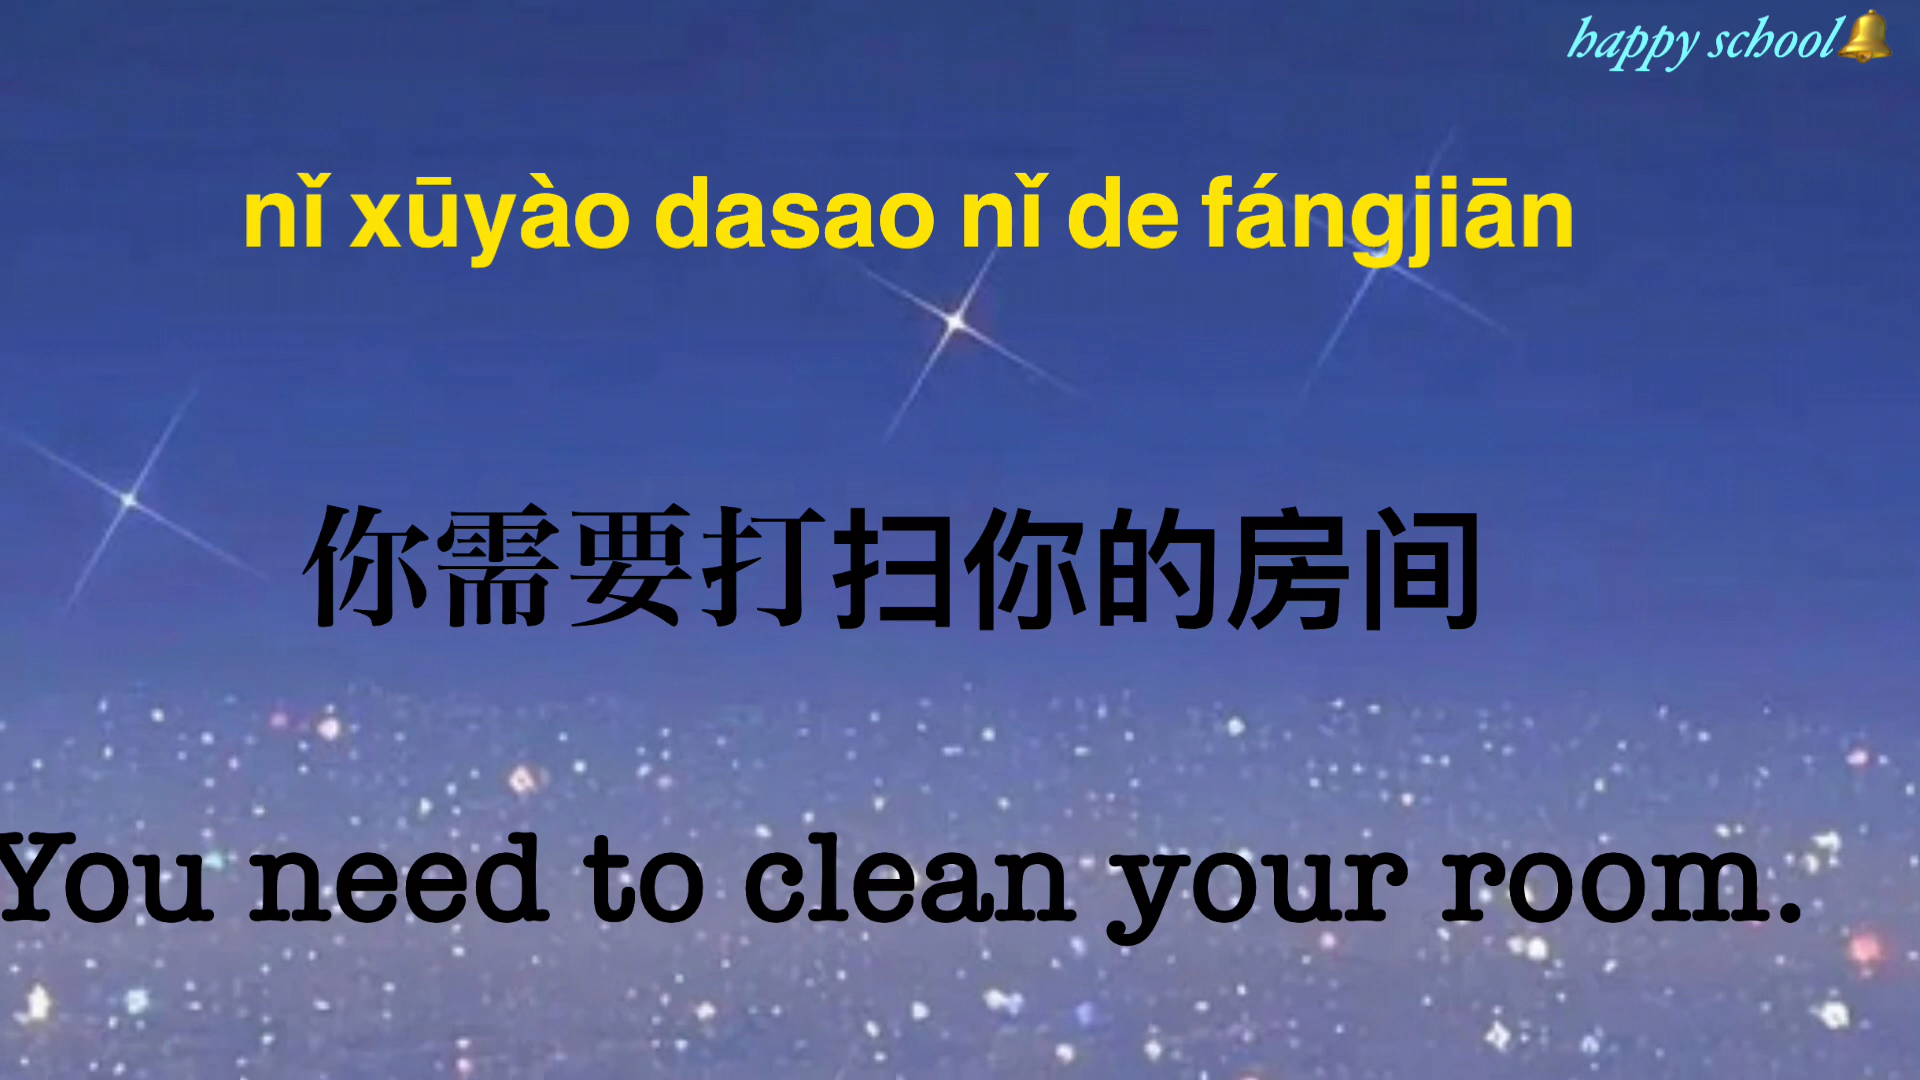 happy school🔔
nǐ xūyào dasao nǐ de fángjiān
你需要打扫你的房间
You need to clean your room.